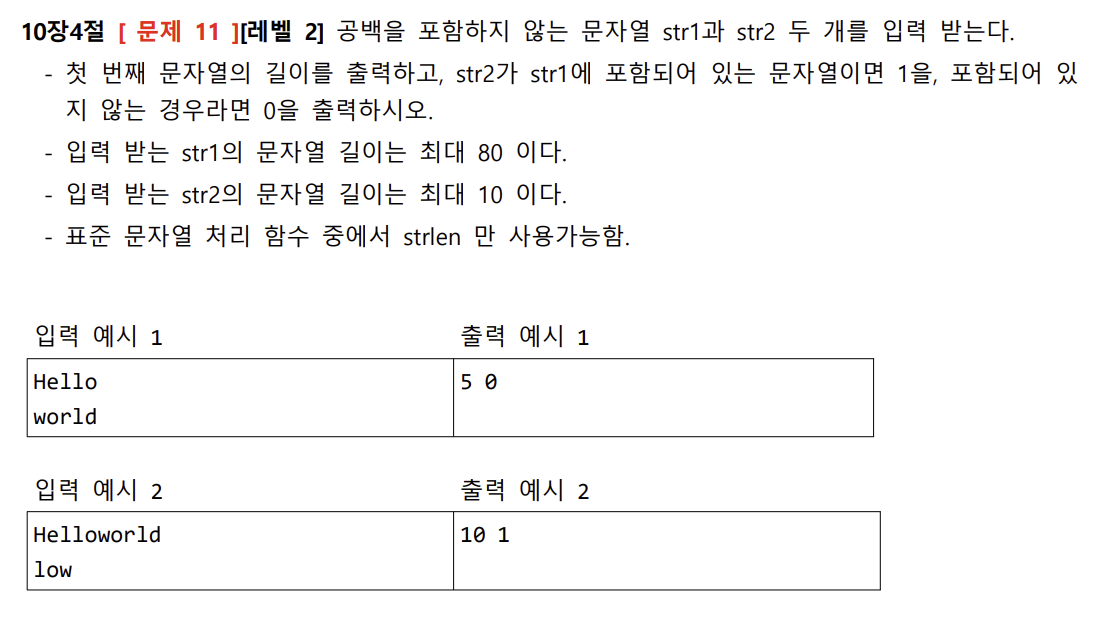 10장4절 [ 문제 11 ][레벨 2] 공백을 포함하지 않는 문자열 str1과 str2 두 개를 입력 받는다.
- 첫 번째 문자열의 길이를 출력하고, str2가 str1에 포함되어 있는 문자열이면 1을, 포함되어 있
지 않는 경우라면 0을 출력하시오.
- 입력 받는 str1의 문자열 길이는 최대 80 이다.
- 입력 받는 str2의 문자열 길이는 최대 10 이다.
- 표준 문자열 처리 함수 중에서 strlen 만 사용가능함.
입력 예시 1
출력 예시 1
Hello
world
5 0
입력 예시 2
출력 예시 2
Helloworld
low
10 1